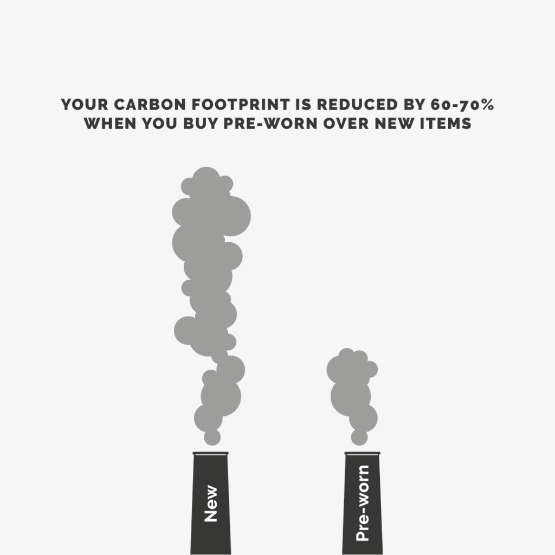 YOUR CARBON FOOTPRINT IS REDUCED BY 60-70%
WHEN YOU BUY PRE-WORN OVER NEW ITEMS
New
Pre-worn